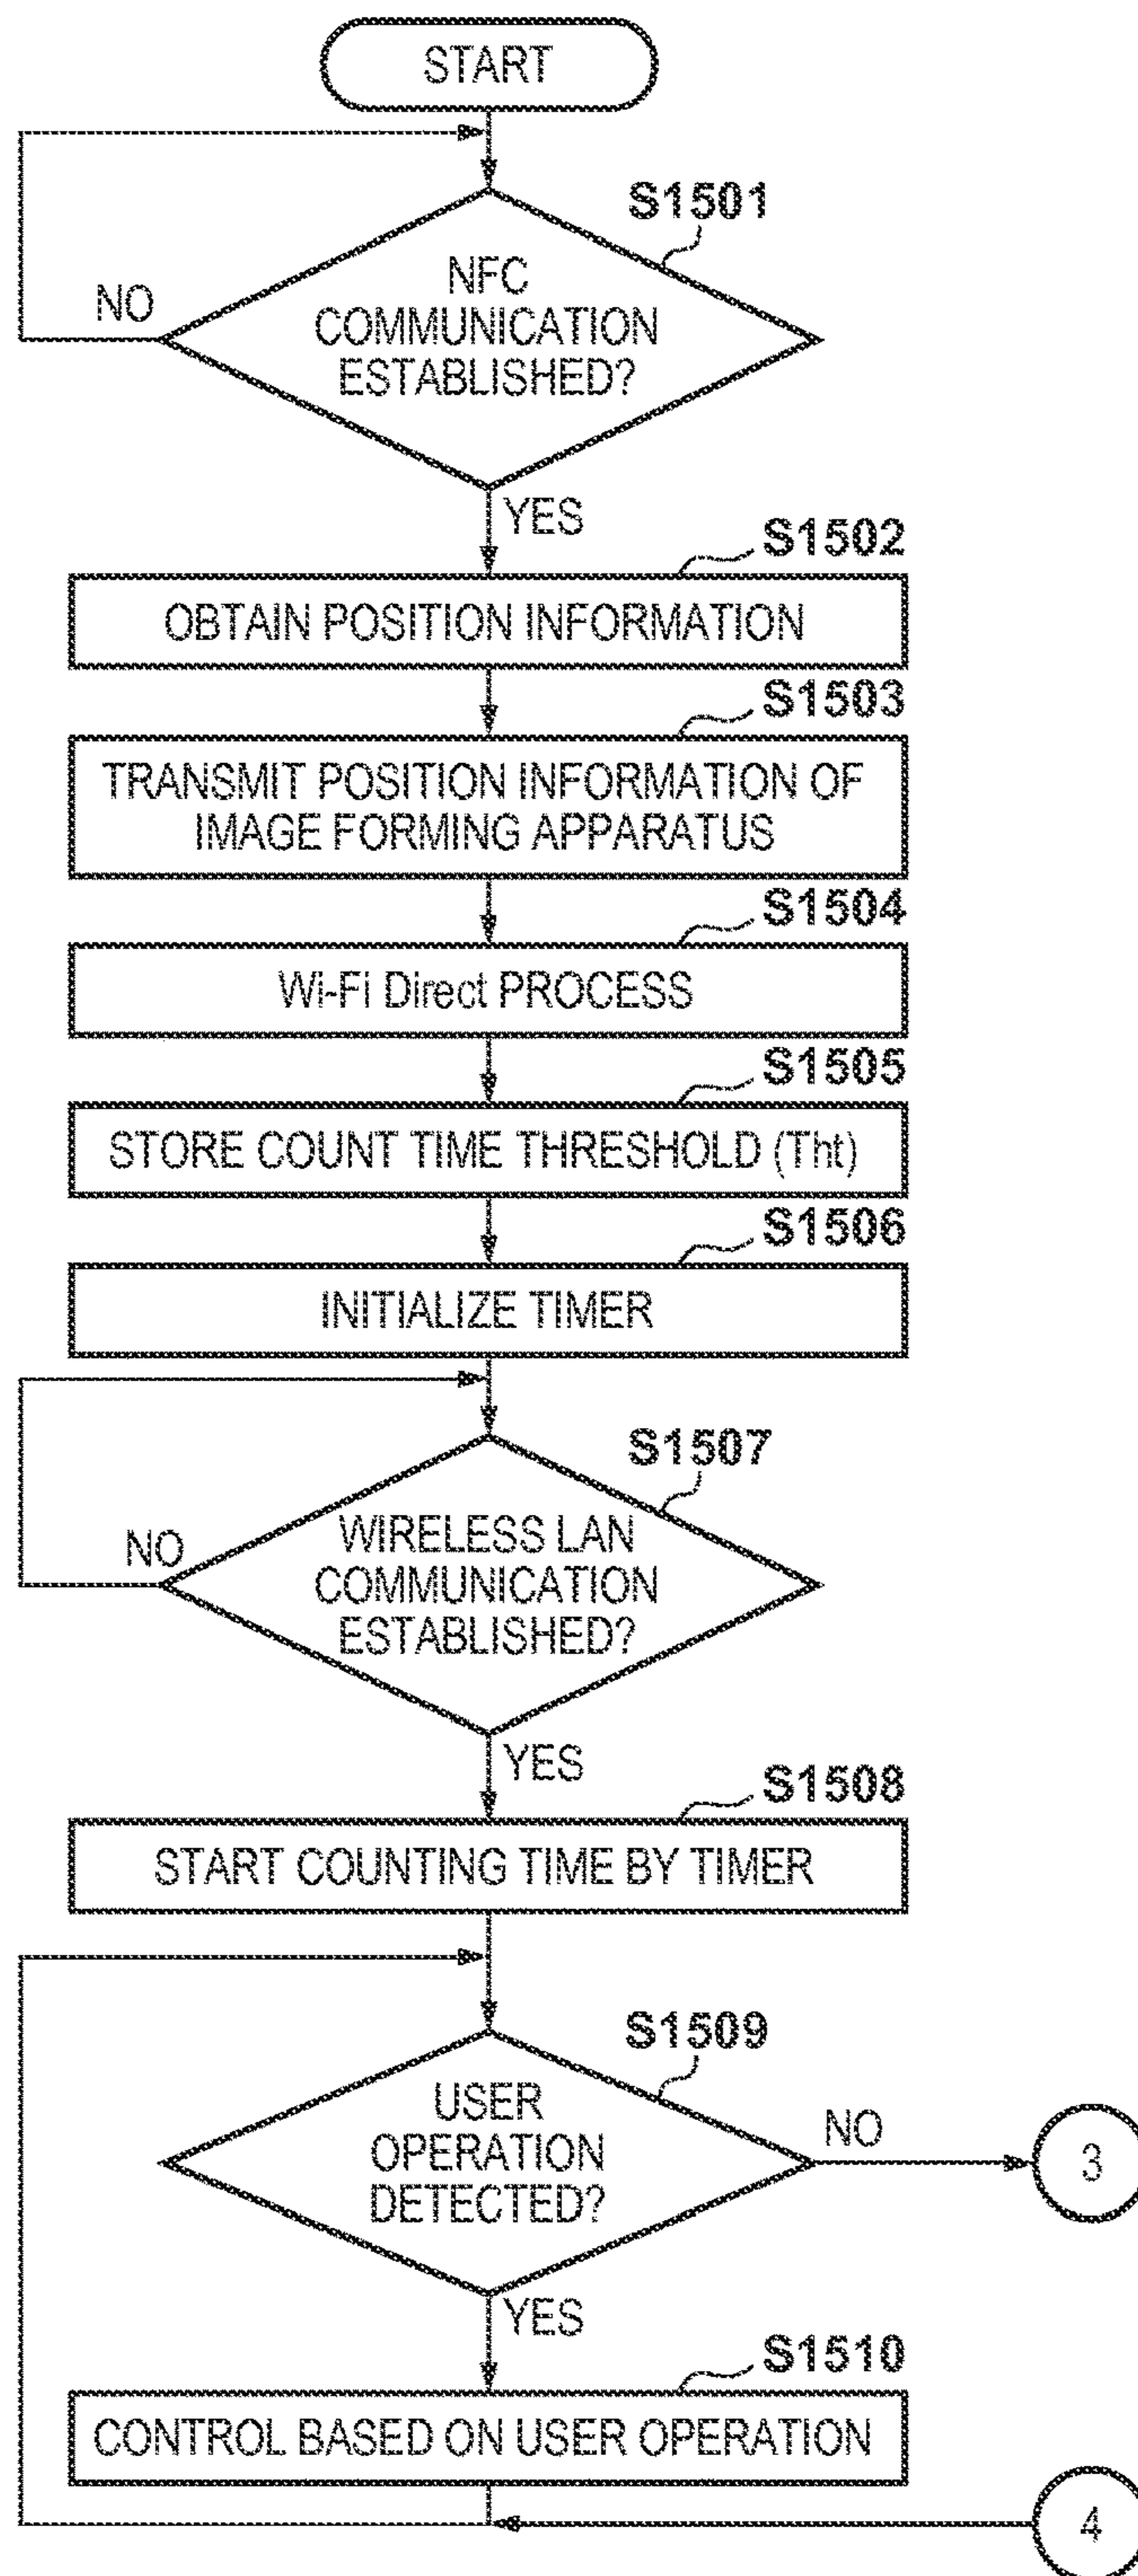 START
S1501
NFC
COMMUNICATION
ESTABLISHED?
NO
YES
S1502
OBTAIN POSITION INFORMATION
S1503
TRANSMIT POSITION INFORMATION OF
IMAGE FORMING APPARATUS
S1504
Wi-Fi Direct PROCESS
S1505
STORE COUNT TIME THRESHOLD (Tht)
S1506
INITIALIZE TIMER
S1507
WIRELESS LAN
COMMUNICATION
ESTABLISHED?
NO
YES
S1508
START COUNTING TIME BY TIMER
S1509
USER
OPERATION
DETECTED?
NO
3
YES
S1510
CONTROL BASED ON USER OPERATION
4